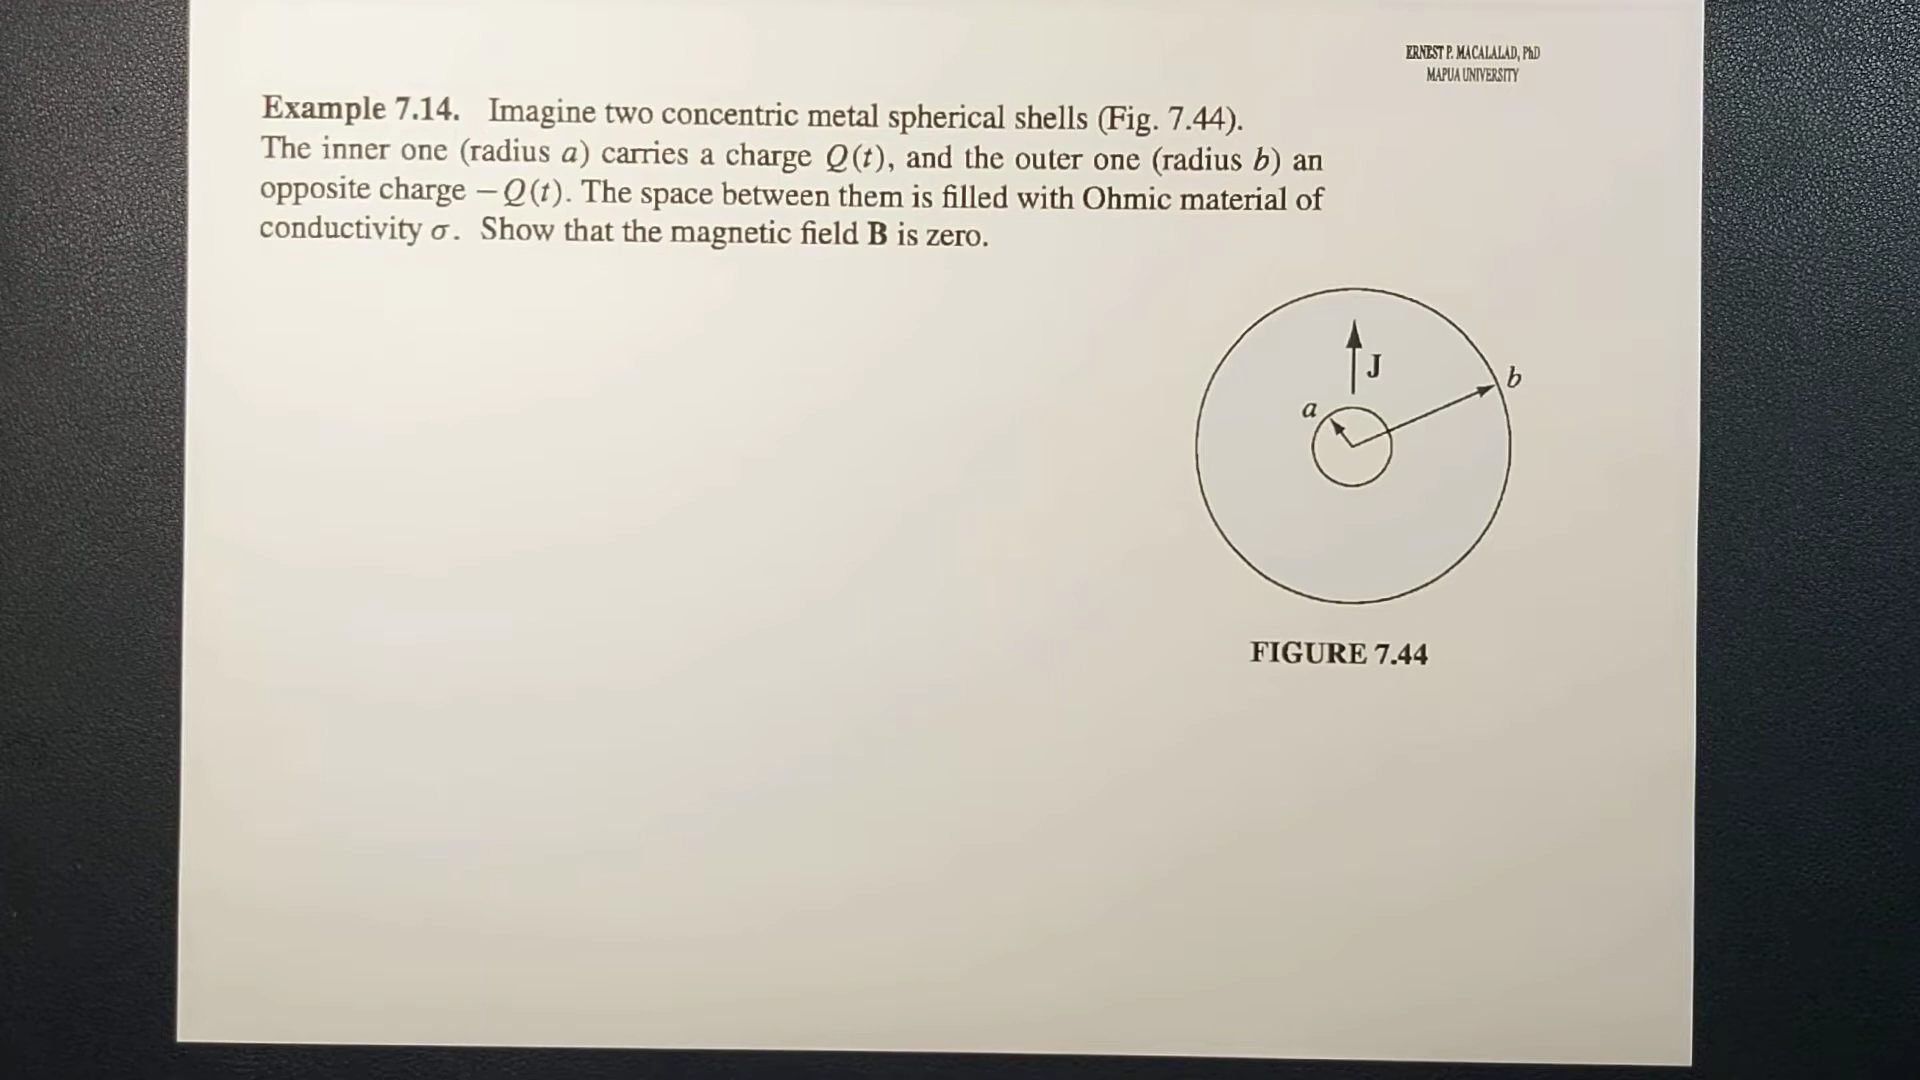 ERNEST P. MACALALAD, PhD
MAPUA UNIVERSITY
Example 7.14. Imagine two concentric metal spherical shells (Fig. 7.44).
The inner one (radius a) carries a charge Q(t), and the outer one (radius b) an
opposite charge −Q(t). The space between them is filled with Ohmic material of
conductivity σ. Show that the magnetic field B is zero.
J
b
a
FIGURE 7.44